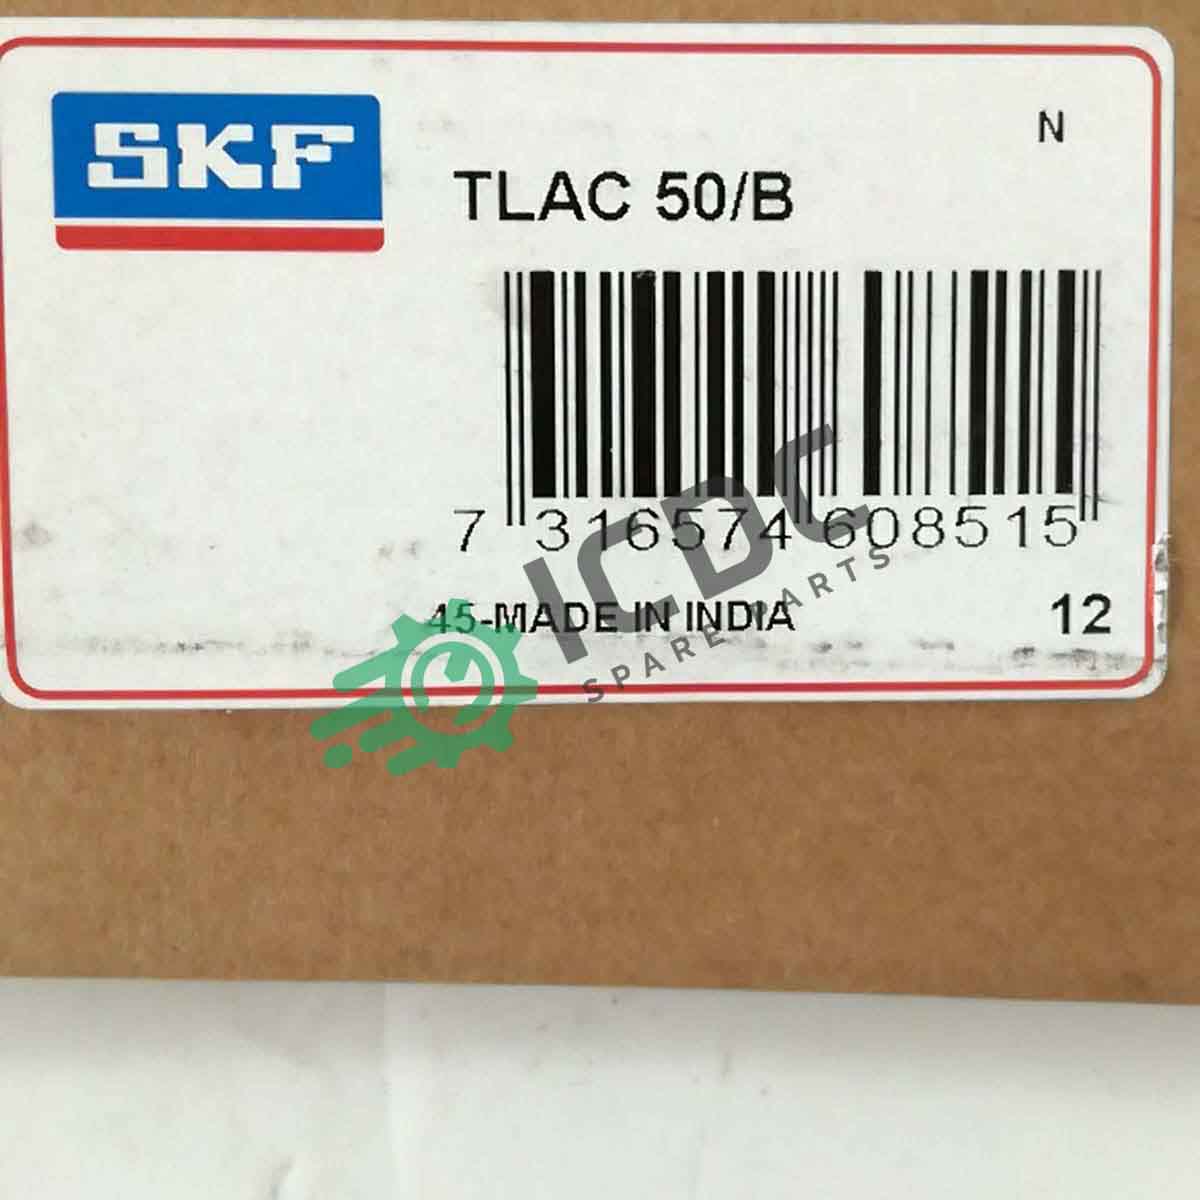 SKF
N
TLAC 50/B
7 316574 608515
45-MADE IN INDIA
12
ICDC
SPARE PARTS